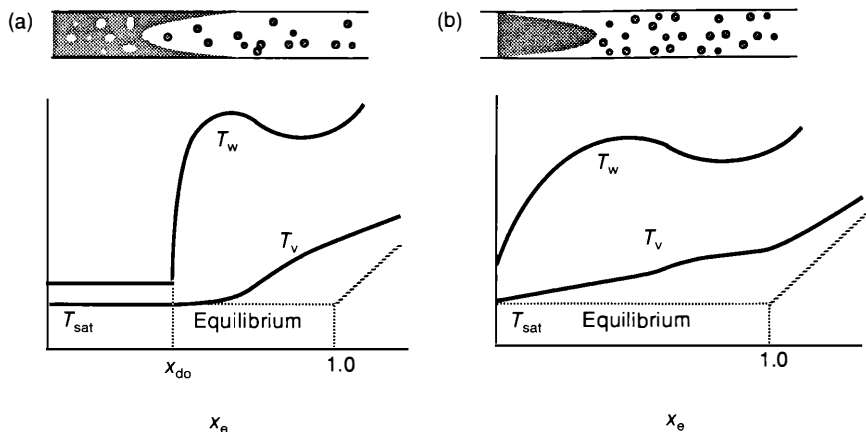 (a)
(b)
T_w
T_v
T_sat
Equilibrium
x_do
1.0
x_e
T_w
T_v
T_sat
Equilibrium
1.0
x_e